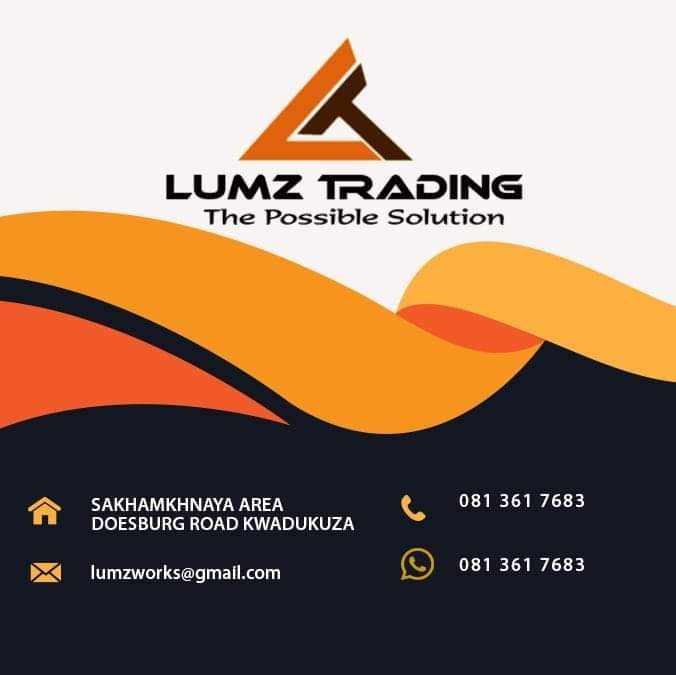 LUMZ TRADING
The Possible Solution
SAKHAMKHNAYA AREA
DOESBURG ROAD KWADUKUZA
lumzworks@gmail.com
081 361 7683
081 361 7683